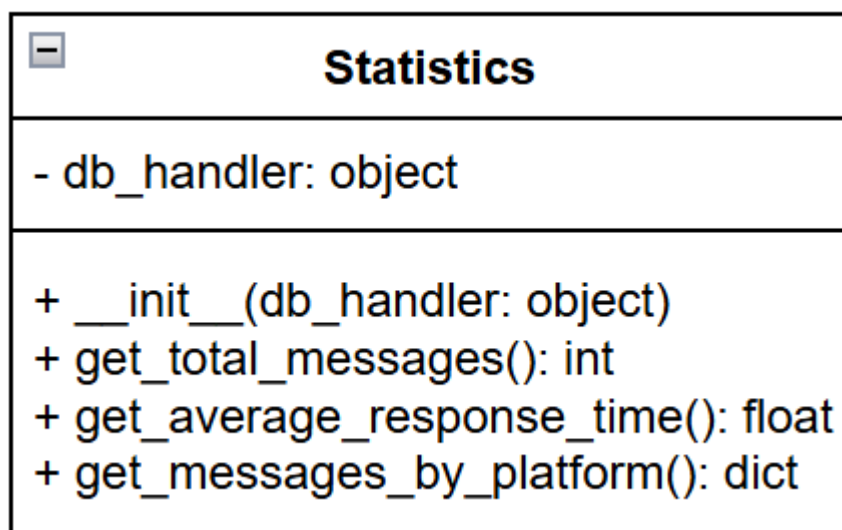 Statistics
- db_handler: object
+ __init__(db_handler: object)
+ get_total_messages(): int
+ get_average_response_time(): float
+ get_messages_by_platform(): dict